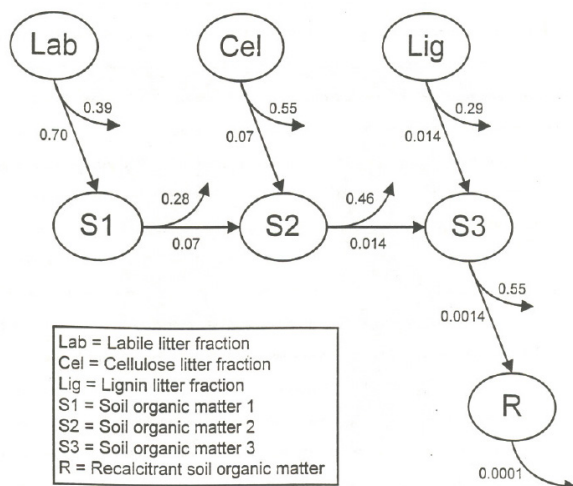 Lab Cel Lig
0.39 0.55 0.29
0.70 0.07 0.014
0.28 0.46
S1 S2 S3
0.07 0.014
0.55
0.0014
Lab = Labile litter fraction
Cel = Cellulose litter fraction
Lig = Lignin litter fraction
S1 = Soil organic matter 1
S2 = Soil organic matter 2
S3 = Soil organic matter 3
R = Recalcitrant soil organic matter
R
0.0001